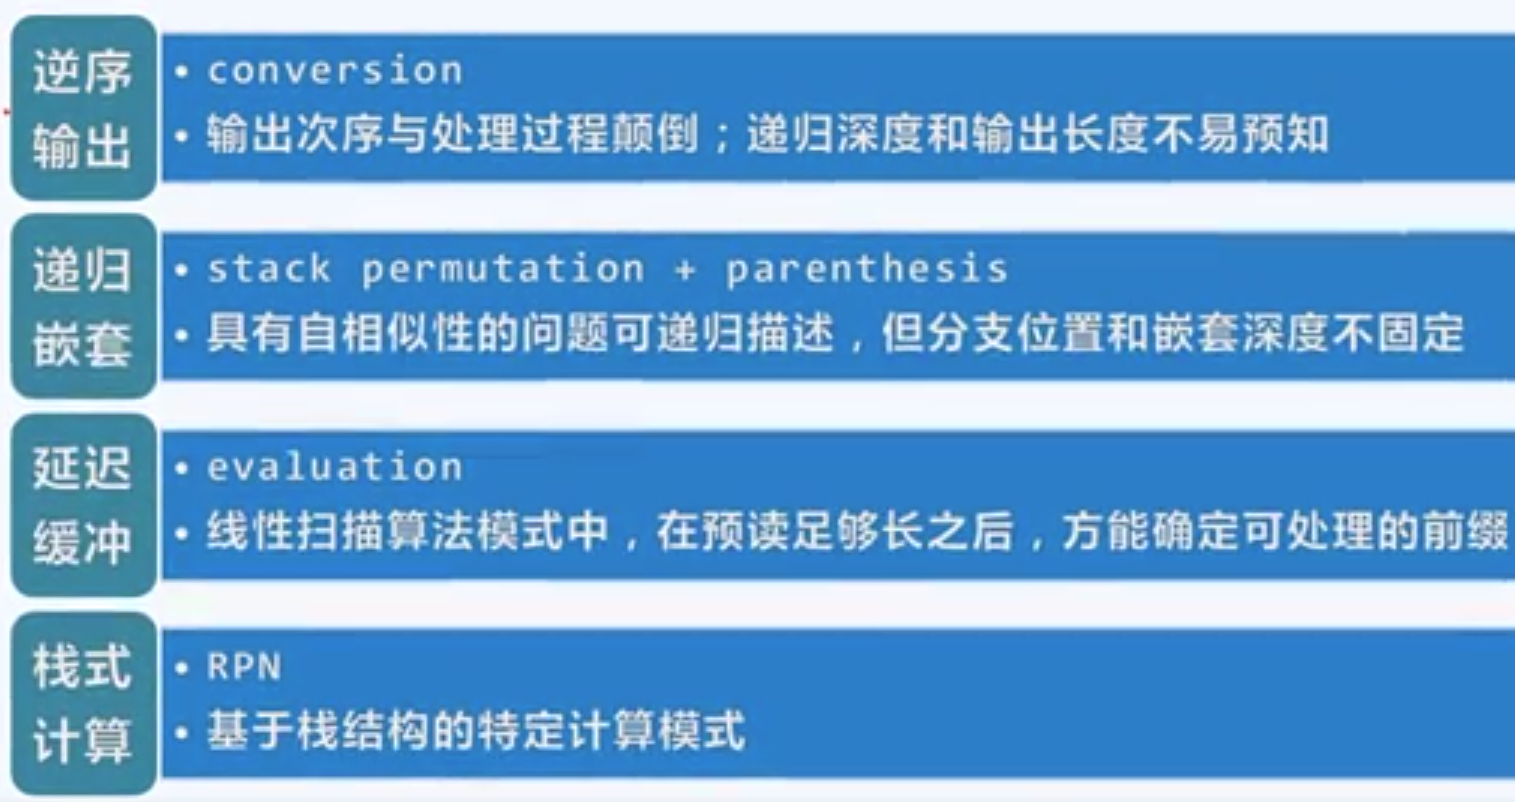 逆序
输出
• conversion
• 输出次序与处理过程颠倒；递归深度和输出长度不易预知
递归
嵌套
• stack permutation + parenthesis
• 具有自相似性的问题可递归描述，但分支位置和嵌套深度不固定
延迟
缓冲
• evaluation
• 线性扫描算法模式中，在预读足够长之后，方能确定可处理的前缀
栈式
计算
• RPN
• 基于栈结构的特定计算模式